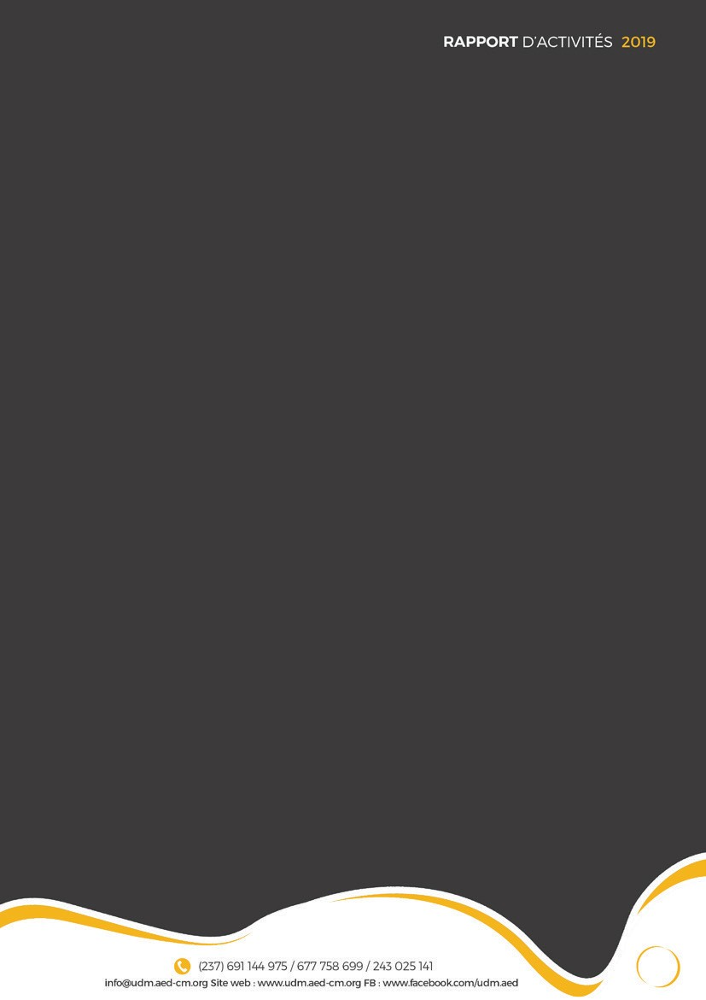 RAPPORT D'ACTIVITÉS 2019
(237) 691 144 975 / 677 758 699 / 243 025 141
info@udm.aed-cm.org Site web : www.udm.aed-cm.org FB : www.facebook.com/udm.aed